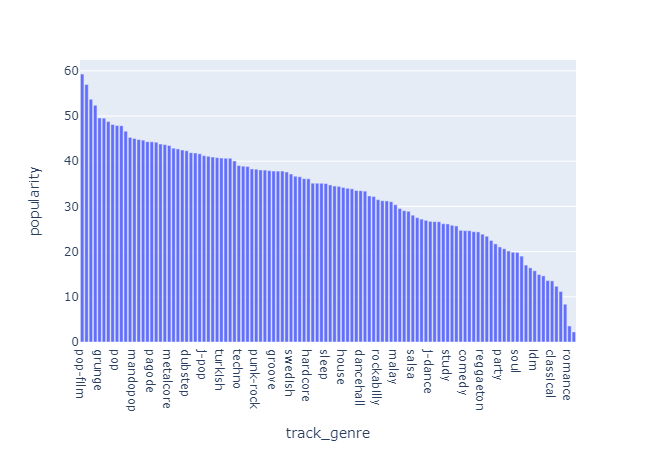 popularity
60
50
40
30
20
10
0
pop-film
grunge
pop
mandopop
pagode
metalcore
dubstep
j-pop
turkish
techno
punk-rock
groove
swedish
hardcore
sleep
house
dancehall
rockabilly
malay
salsa
j-dance
study
comedy
reggaeton
party
soul
idm
classical
romance
track_genre